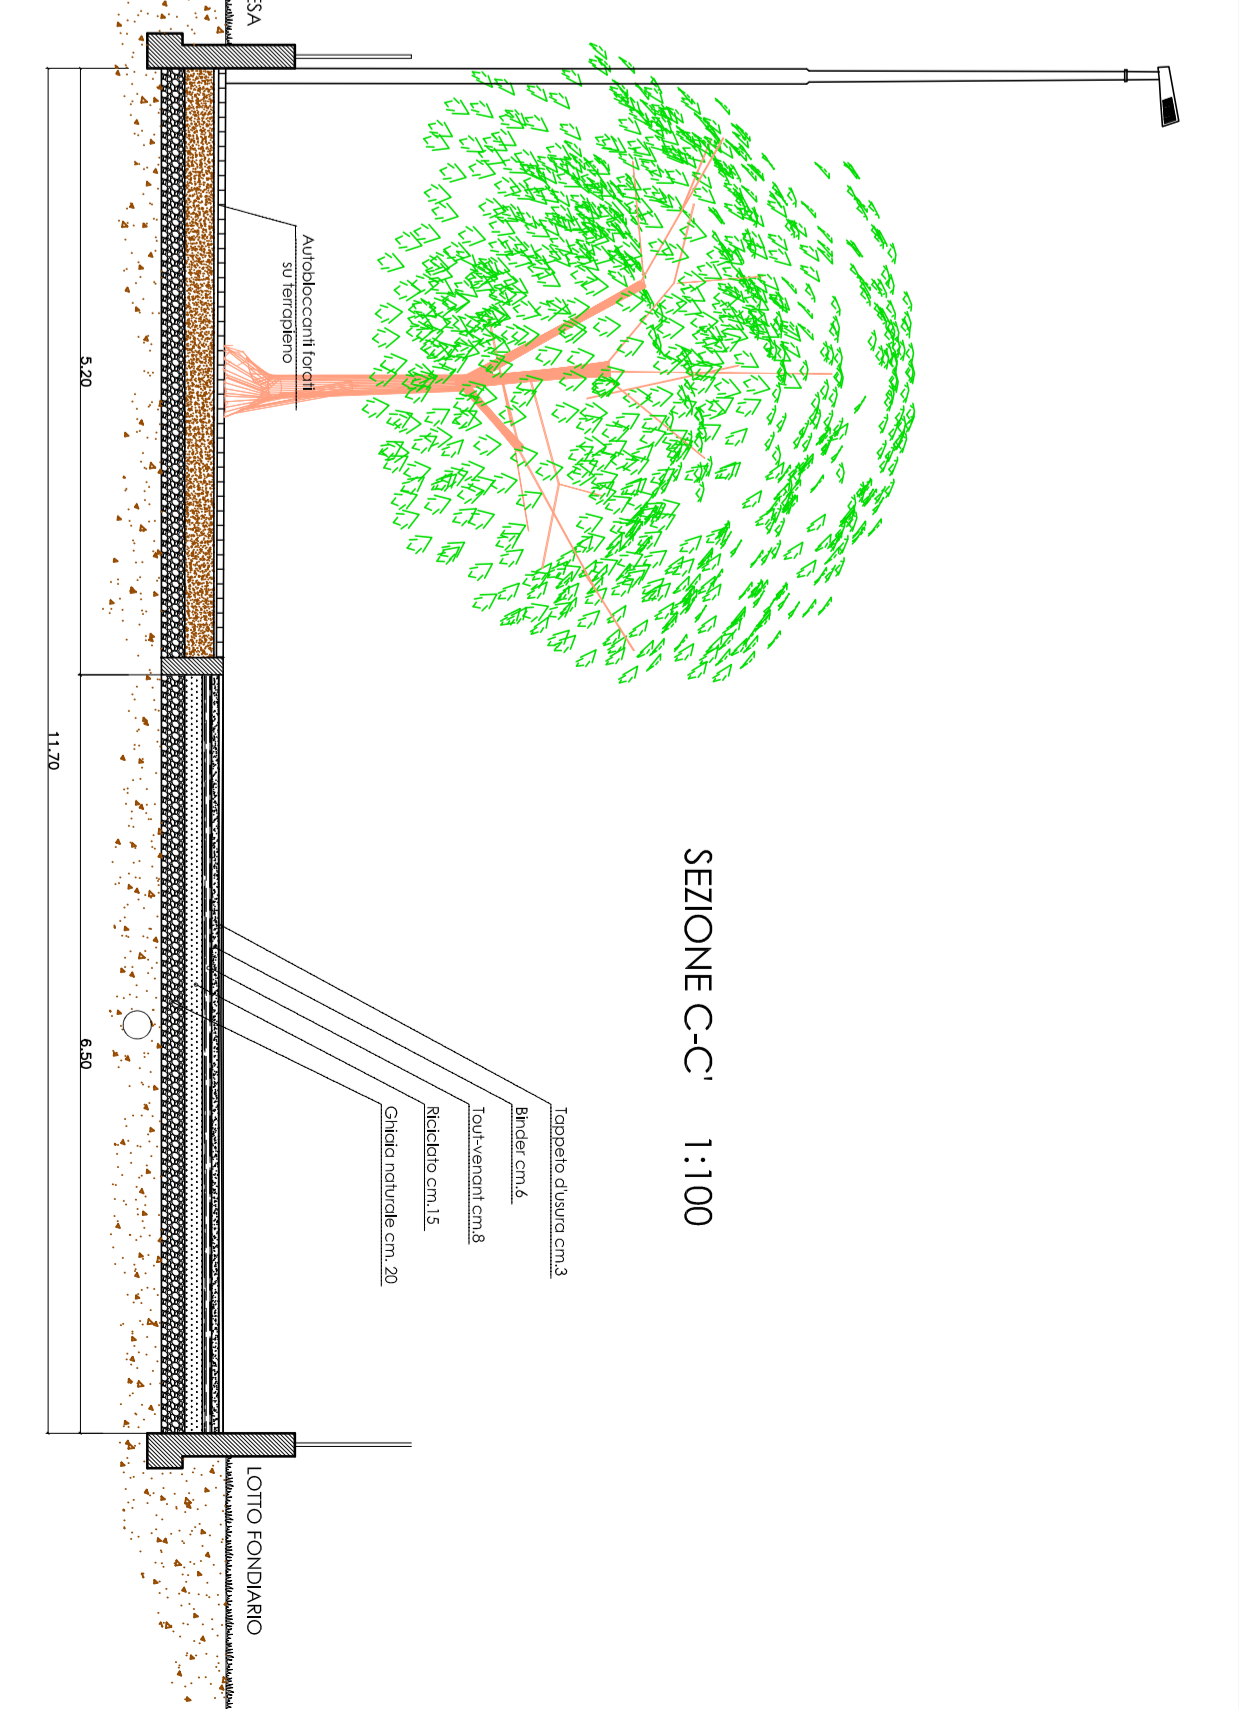 SEZIONE C-C' 1:100
Tappeto d'usura cm.3
Binder cm.6
Tout-venant cm.8
Riciclato cm.15
Ghiaia naturale cm. 20
Autobloccanti forati
su terrapieno
ESA
LOTTO FONDIARIO
5.20
6.50
11.70